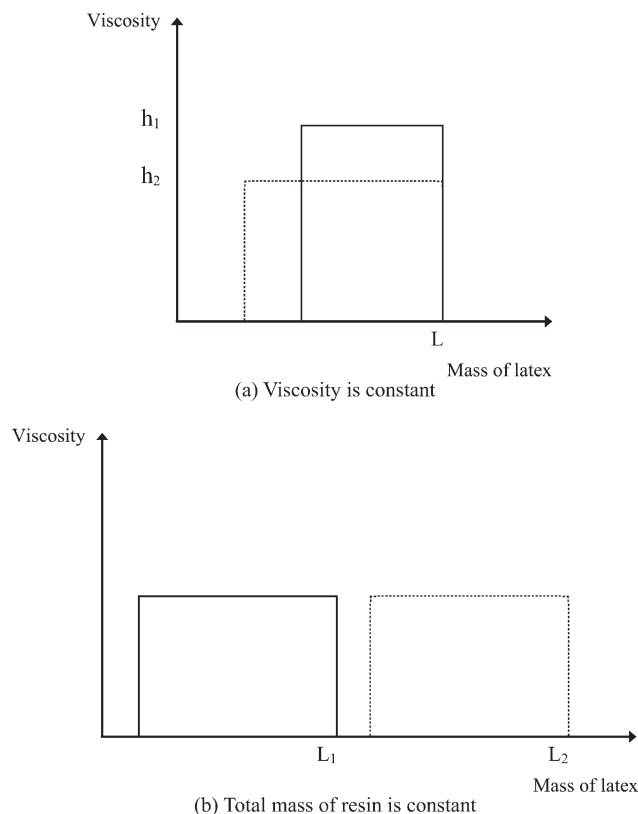 Viscosity
h₁
h₂
L
Mass of latex
(a) Viscosity is constant
Viscosity
L₁ L₂
Mass of latex
(b) Total mass of resin is constant